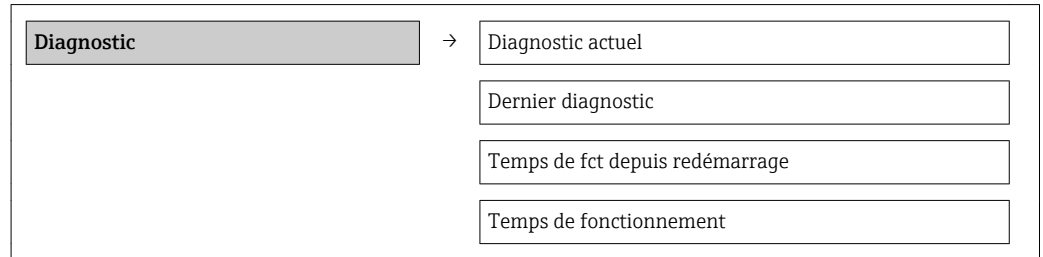 Diagnostic → Diagnostic actuel
Dernier diagnostic
Temps de fct depuis redémarrage
Temps de fonctionnement